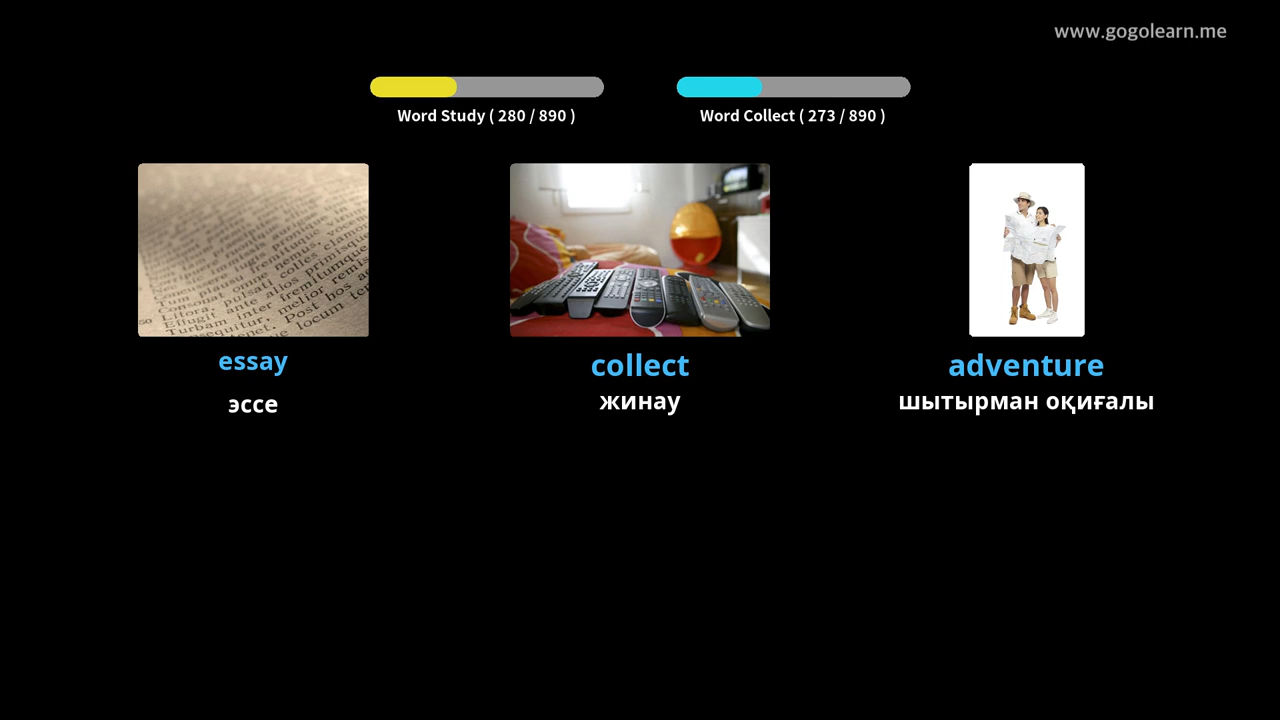 www.gogolearn.me
Word Study ( 280 / 890 )
Word Collect ( 273 / 890 )
essay
эссе
collect
жинау
adventure
шытырман оқиғалы